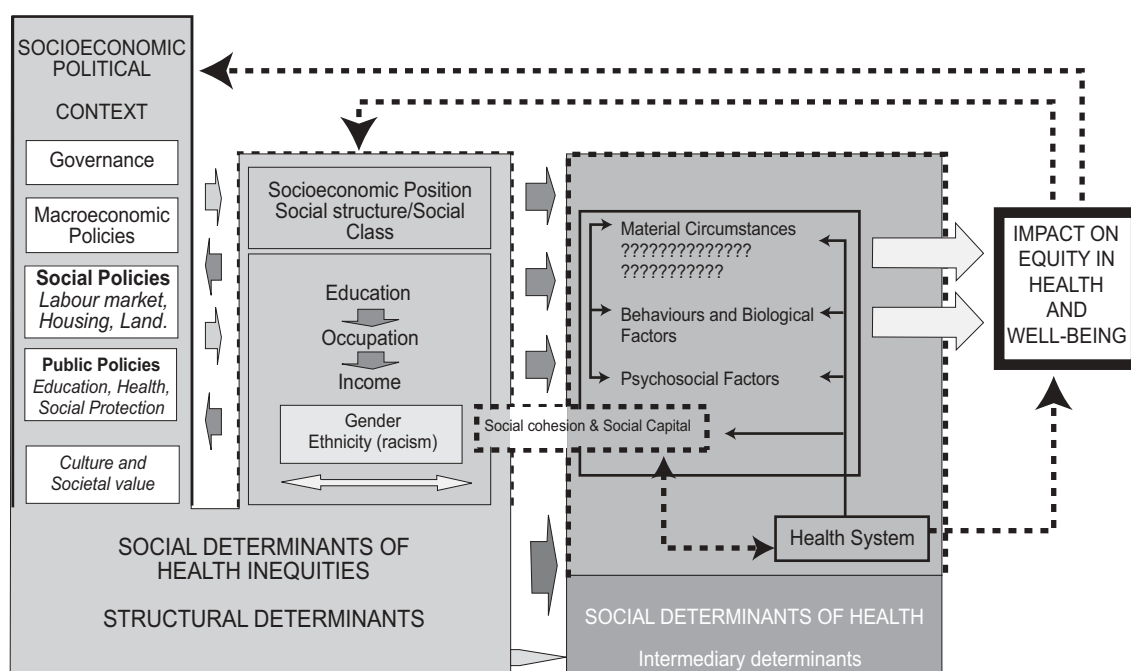 SOCIOECONOMIC
POLITICAL
CONTEXT
Governance
Macroeconomic
Policies
Social Policies
Labour market,
Housing, Land.
Public Policies
Education, Health,
Social Protection
Culture and
Societal value
Socioeconomic Position
Social structure/Social
Class
Education
Occupation
Income
Gender
Ethnicity (racism)
Social cohesion & Social Capital
Material Circumstances
??????????????
???????????
Behaviours and Biological
Factors
Psychosocial Factors
Health System
IMPACT ON
EQUITY IN
HEALTH
AND
WELL-BEING
SOCIAL DETERMINANTS OF
HEALTH INEQUITIES
STRUCTURAL DETERMINANTS
SOCIAL DETERMINANTS OF HEALTH
Intermediary determinants